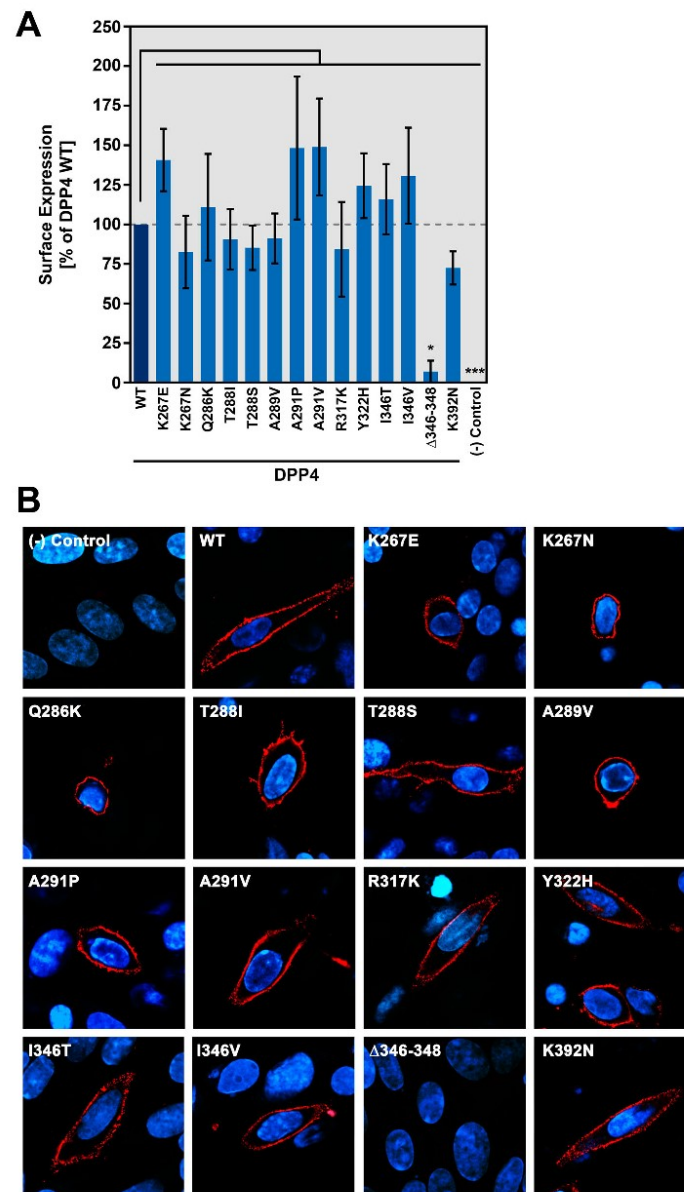 A
Surface Expression
[% of DPP4 WT]
250
225
200
175
150
125
100
75
50
25
0
*
***
WT
K267E
K267N
Q286K
T288I
T288S
A289V
A291P
A291V
R317K
Y322H
I346T
I346V
Δ346-348
K392N
(-) Control
DPP4
B
(-) Control
WT
K267E
K267N
Q286K
T288I
T288S
A289V
A291P
A291V
R317K
Y322H
I346T
I346V
Δ346-348
K392N